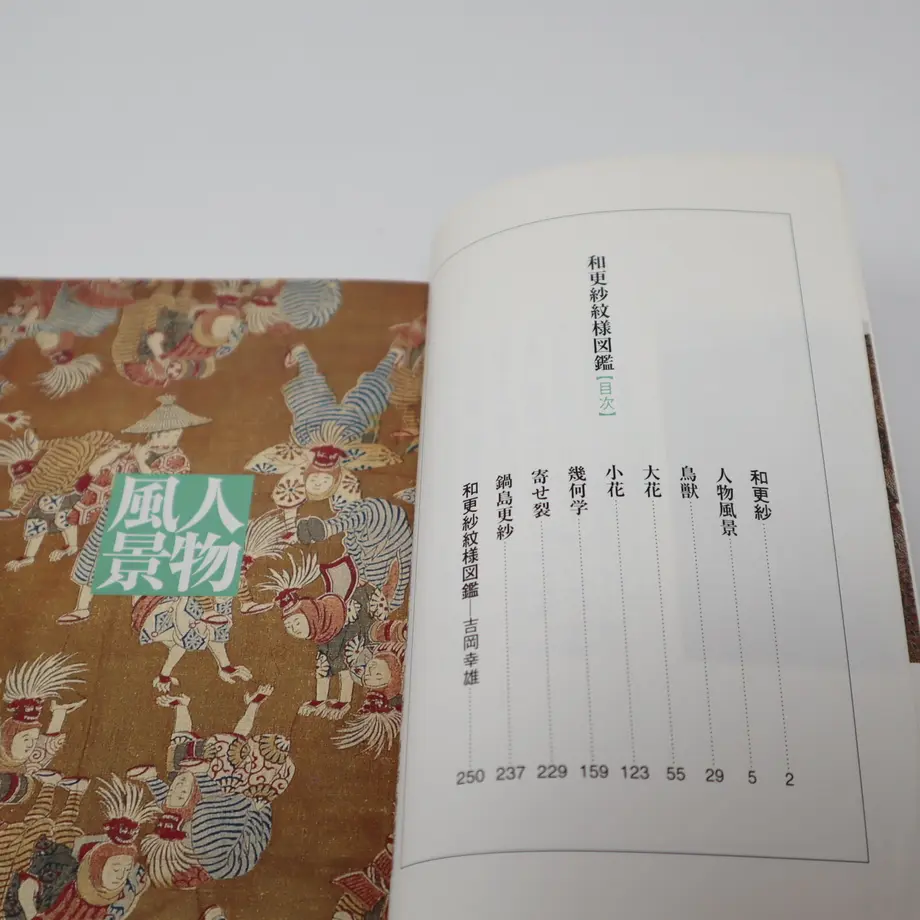 人物
風景
和更紗紋様図鑑【目次】
和更紗 2
人物風景 5
鳥獣 29
大花 55
小花 123
幾何学 159
寄せ裂 229
鍋島更紗 237
和更紗紋様図鑑—吉岡幸雄 250